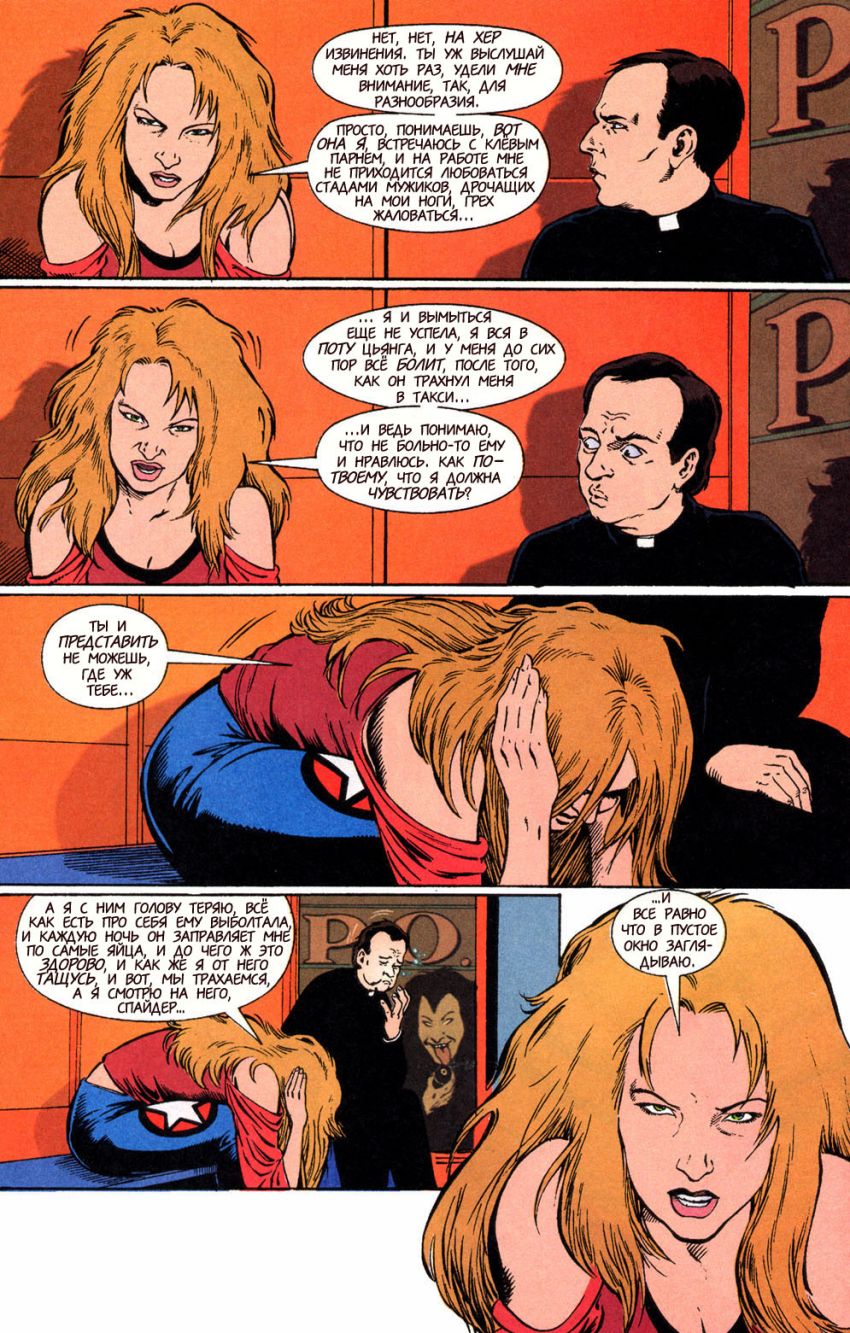 НЕТ, НЕТ, НА ХЕР
ИЗВИНЕНИЯ. ТЫ УЖ ВЫСЛУШАЙ
МЕНЯ ХОТЬ РАЗ, УДЕЛИ МНЕ
ВНИМАНИЕ, ТАК, ДЛЯ
РАЗНООБРАЗИЯ.
ПРОСТО, ПОНИМАЕШЬ, ВОТ
ОНА Я, ВСТРЕЧАЮСЬ С КЛЁВЫМ
ПАРНЕМ, И НА РАБОТЕ МНЕ
НЕ ПРИХОДИТСЯ ЛЮБОВАТЬСЯ
СТАДАМИ МУЖИКОВ, ДРОЧАЩИХ
НА МОИ НОГИ, ГРЕХ
ЖАЛОВАТЬСЯ...
P.
... Я И ВЫМЫТЬСЯ
ЕЩЕ НЕ УСПЕЛА, Я ВСЯ В
ПОТУ ЦЬЯНГА, И У МЕНЯ ДО СИХ
ПОР ВСЁ БОЛИТ, ПОСЛЕ ТОГО,
КАК ОН ТРАХНУЛ МЕНЯ
В ТАКСИ...
...И ВЕДЬ ПОНИМАЮ,
ЧТО НЕ БОЛЬНО-ТО ЕМУ
И НРАВЛЮСЬ. КАК ПО-
ТВОЕМУ, ЧТО Я ДОЛЖНА
ЧУВСТВОВАТЬ?
P.
ТЫ И
ПРЕДСТАВИТЬ
НЕ МОЖЕШЬ,
ГДЕ УЖ
ТЕБЕ...
А Я С НИМ ГОЛОВУ ТЕРЯЮ, ВСЁ
КАК ЕСТЬ ПРО СЕБЯ ЕМУ ВЫБОЛТАЛА,
И КАЖДУЮ НОЧЬ ОН ЗАПРАВЛЯЕТ МНЕ
ПО САМЫЕ ЯЙЦА, И ДО ЧЕГО Ж ЭТО
ЗДОРОВО, И КАК ЖЕ Я ОТ НЕГО
ТАЩУСЬ, И ВОТ, МЫ ТРАХАЕМСЯ,
А Я СМОТРЮ НА НЕГО,
СПАЙДЕР...
P.O.
...И
ВСЕ РАВНО
ЧТО В ПУСТОЕ
ОКНО ЗАГЛЯ-
ДЫВАЮ.